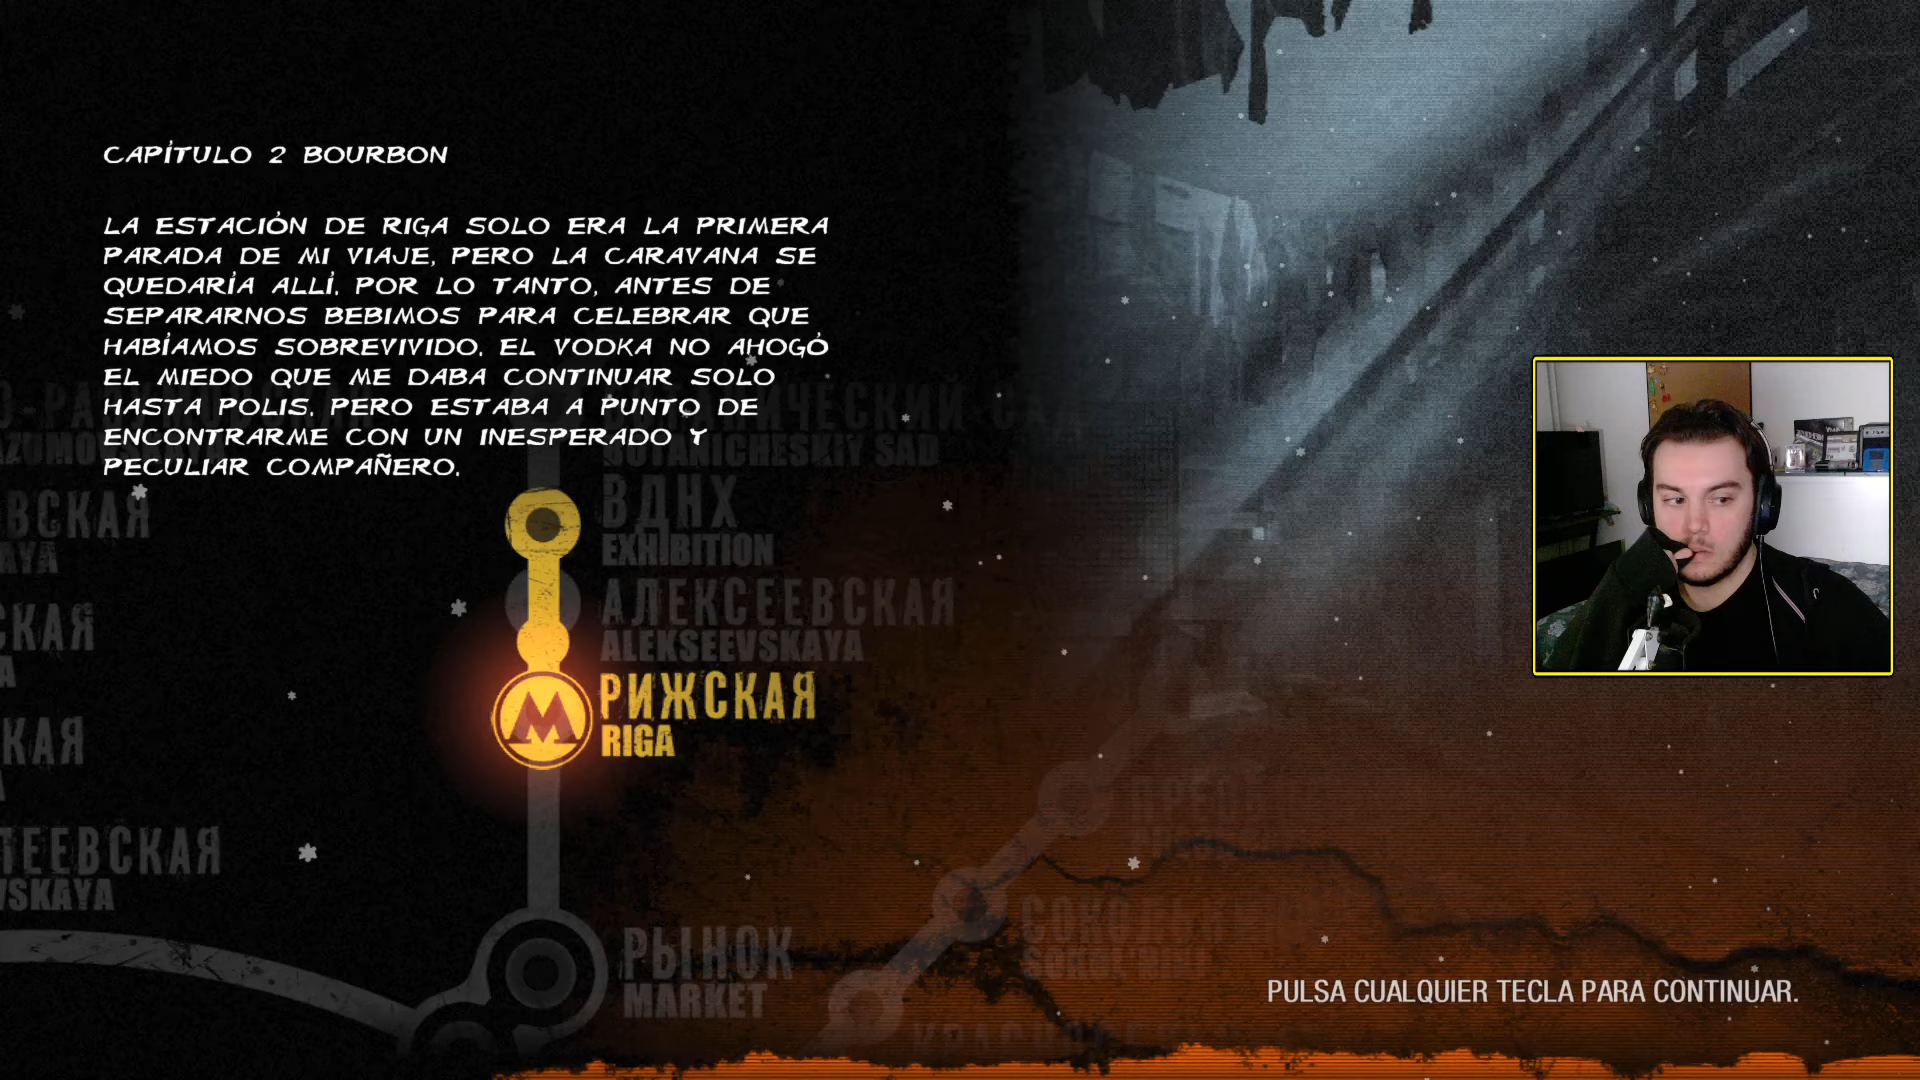 CAPÍTULO 2 BOURBON
LA ESTACIÓN DE RIGA SOLO ERA LA PRIMERA
PARADA DE MI VIAJE, PERO LA CARAVANA SE
QUEDARÍA ALLÍ. POR LO TANTO, ANTES DE
SEPARARNOS BEBIMOS PARA CELEBRAR QUE
HABÍAMOS SOBREVIVIDO. EL VODKA NO AHOGÓ
EL MIEDO QUE ME DABA CONTINUAR SOLO
HASTA POLIS, PERO ESTABA A PUNTO DE
ENCONTRARME CON UN INESPERADO Y
PECULIAR COMPAÑERO.
BOTANICHESKIY SAD
ВДНХ
EXHIBITION
АЛЕКСЕЕВСКАЯ
ALEKSEEVSKAYA
РИЖСКАЯ
RIGA
ТЕЕВСКАЯ
VSKAYA
РЫНОК
MARKET
PULSA CUALQUIER TECLA PARA CONTINUAR.